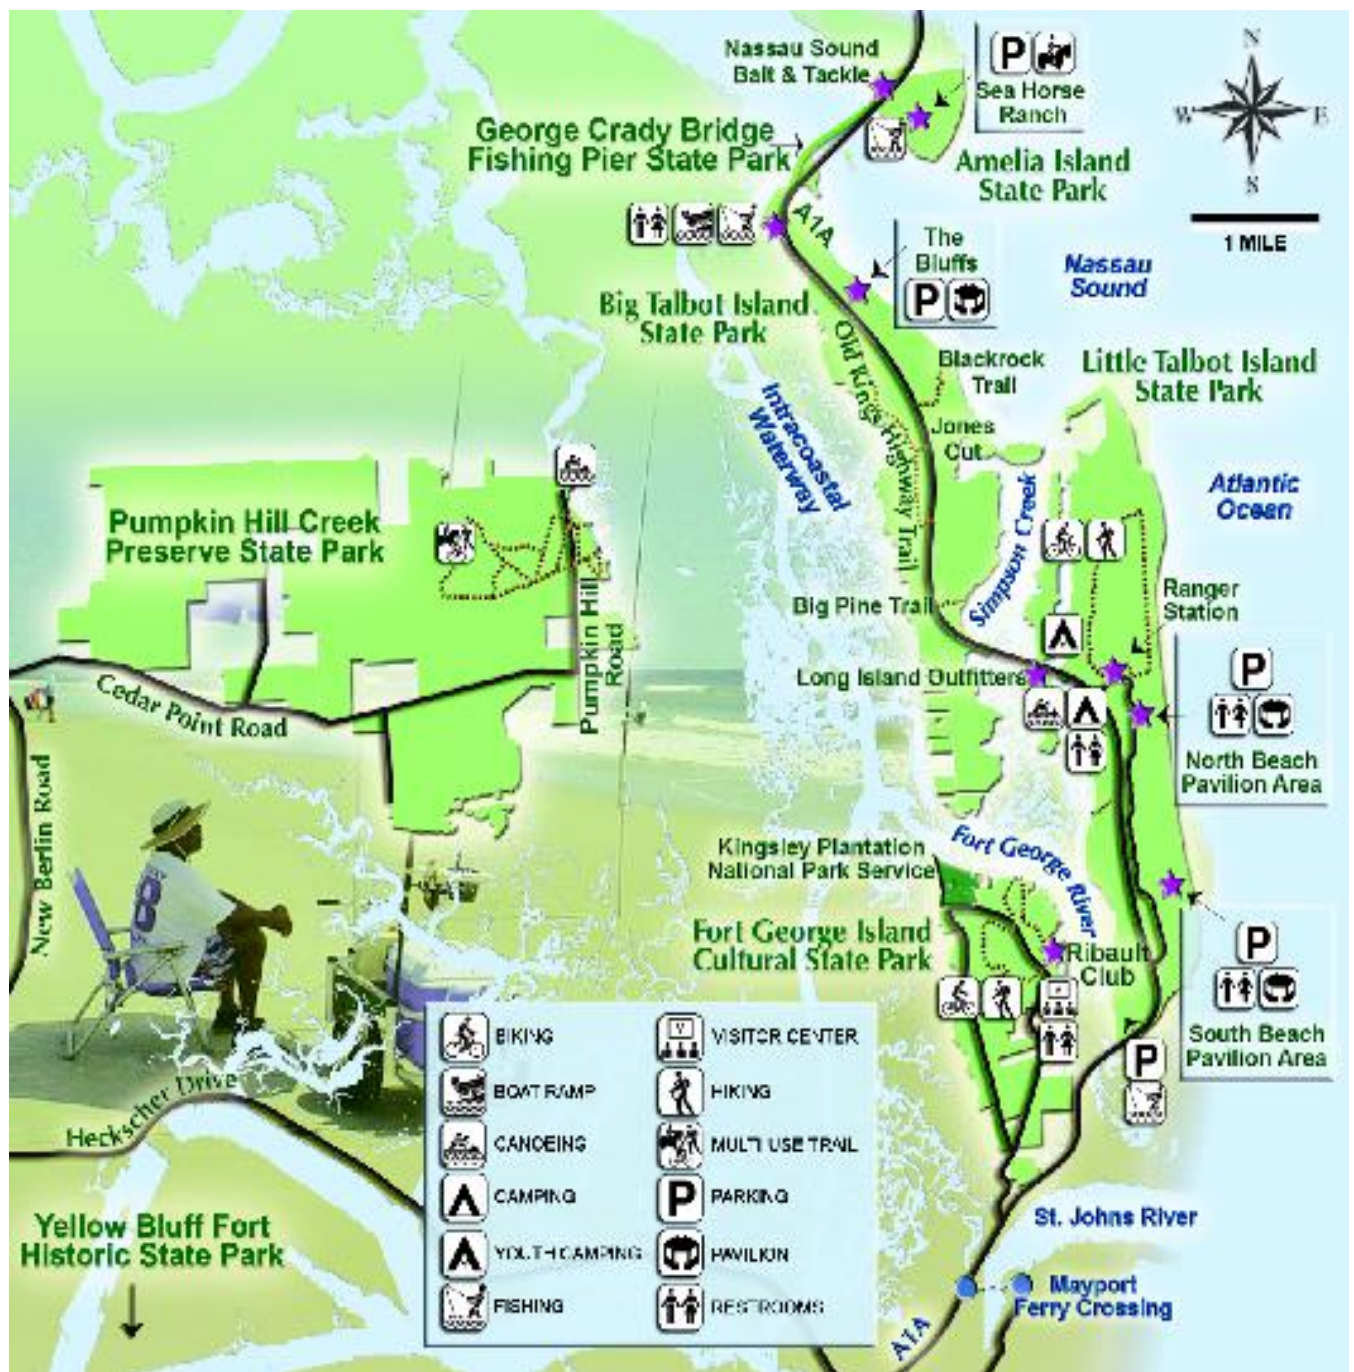 Nassau Sound
Bait & Tackle
P
Sea Horse
Ranch
N
W
E
S
1 MILE
George Crady Bridge
Fishing Pier State Park
Amelia Island
State Park
A1A
The
Bluffs
P
Nassau
Sound
Big Talbot Island
State Park
Old Kings Highway Trail
Blackrock
Trail
Little Talbot Island
State Park
Intracoastal
Waterway
Jones
Cut
Simpson Creek
Atlantic
Ocean
Pumpkin Hill Creek
Preserve State Park
Big Pine Trail
Ranger
Station
Pumpkin Hill
Road
Cedar Point Road
Long Island Outfitters
P
North Beach
Pavilion Area
New Berlin Road
Kingsley Plantation
National Park Service
Fort George River
Fort George Island
Cultural State Park
Ribault
Club
P
South Beach
Pavilion Area
P
Heckscher Drive
BIKING
BOAT RAMP
CANOEING
CAMPING
YOUTH CAMPING
FISHING
V
VISITOR CENTER
HIKING
MULTI USE TRAIL
P
PARKING
PAVILION
RESTROOMS
Yellow Bluff Fort
Historic State Park
St. Johns River
Mayport
Ferry Crossing
A1A